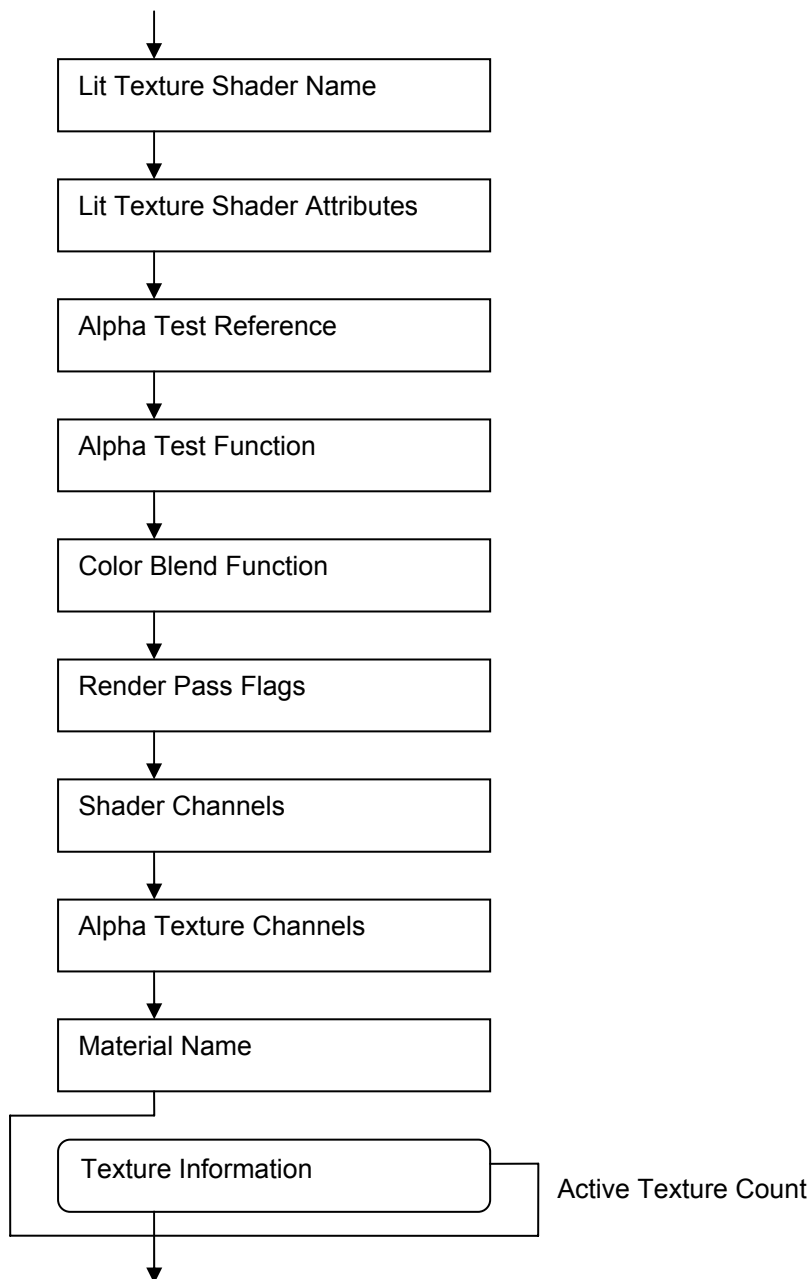 Lit Texture Shader Name
Lit Texture Shader Attributes
Alpha Test Reference
Alpha Test Function
Color Blend Function
Render Pass Flags
Shader Channels
Alpha Texture Channels
Material Name
Texture Information
Active Texture Count